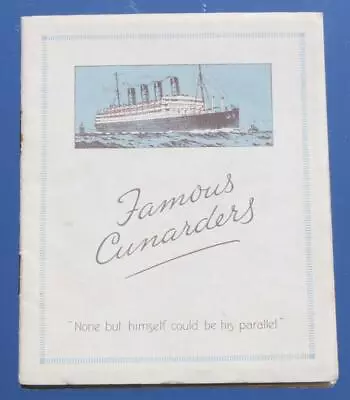 Famous
Cunarders
"None but himself could be his parallel"